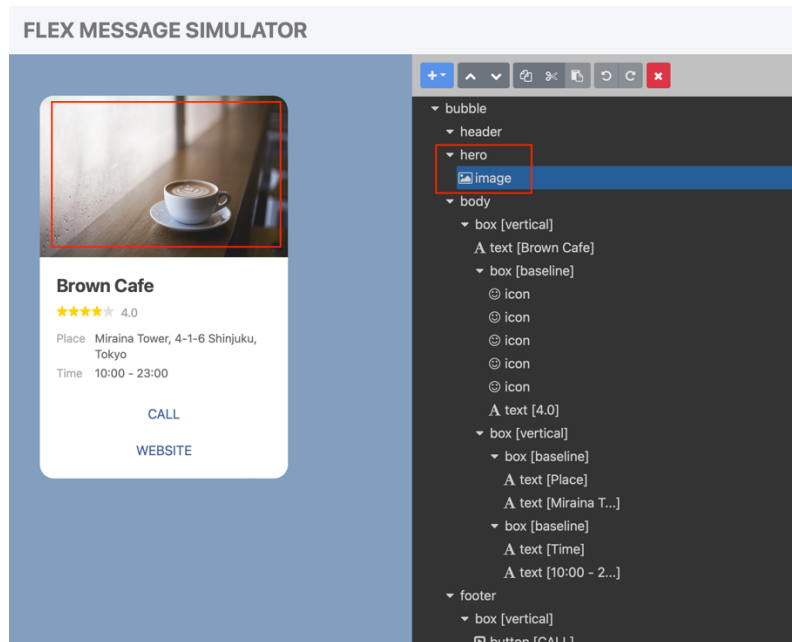 FLEX MESSAGE SIMULATOR
Brown Cafe
4.0
Place Miraina Tower, 4-1-6 Shinjuku,
Tokyo
Time 10:00 - 23:00
CALL
WEBSITE
bubble
header
hero
image
body
box [vertical]
A text [Brown Cafe]
box [baseline]
icon
icon
icon
icon
icon
A text [4.0]
box [vertical]
box [baseline]
A text [Place]
A text [Miraina T...]
box [baseline]
A text [Time]
A text [10:00 - 2...]
footer
box [vertical]
button [CALL]